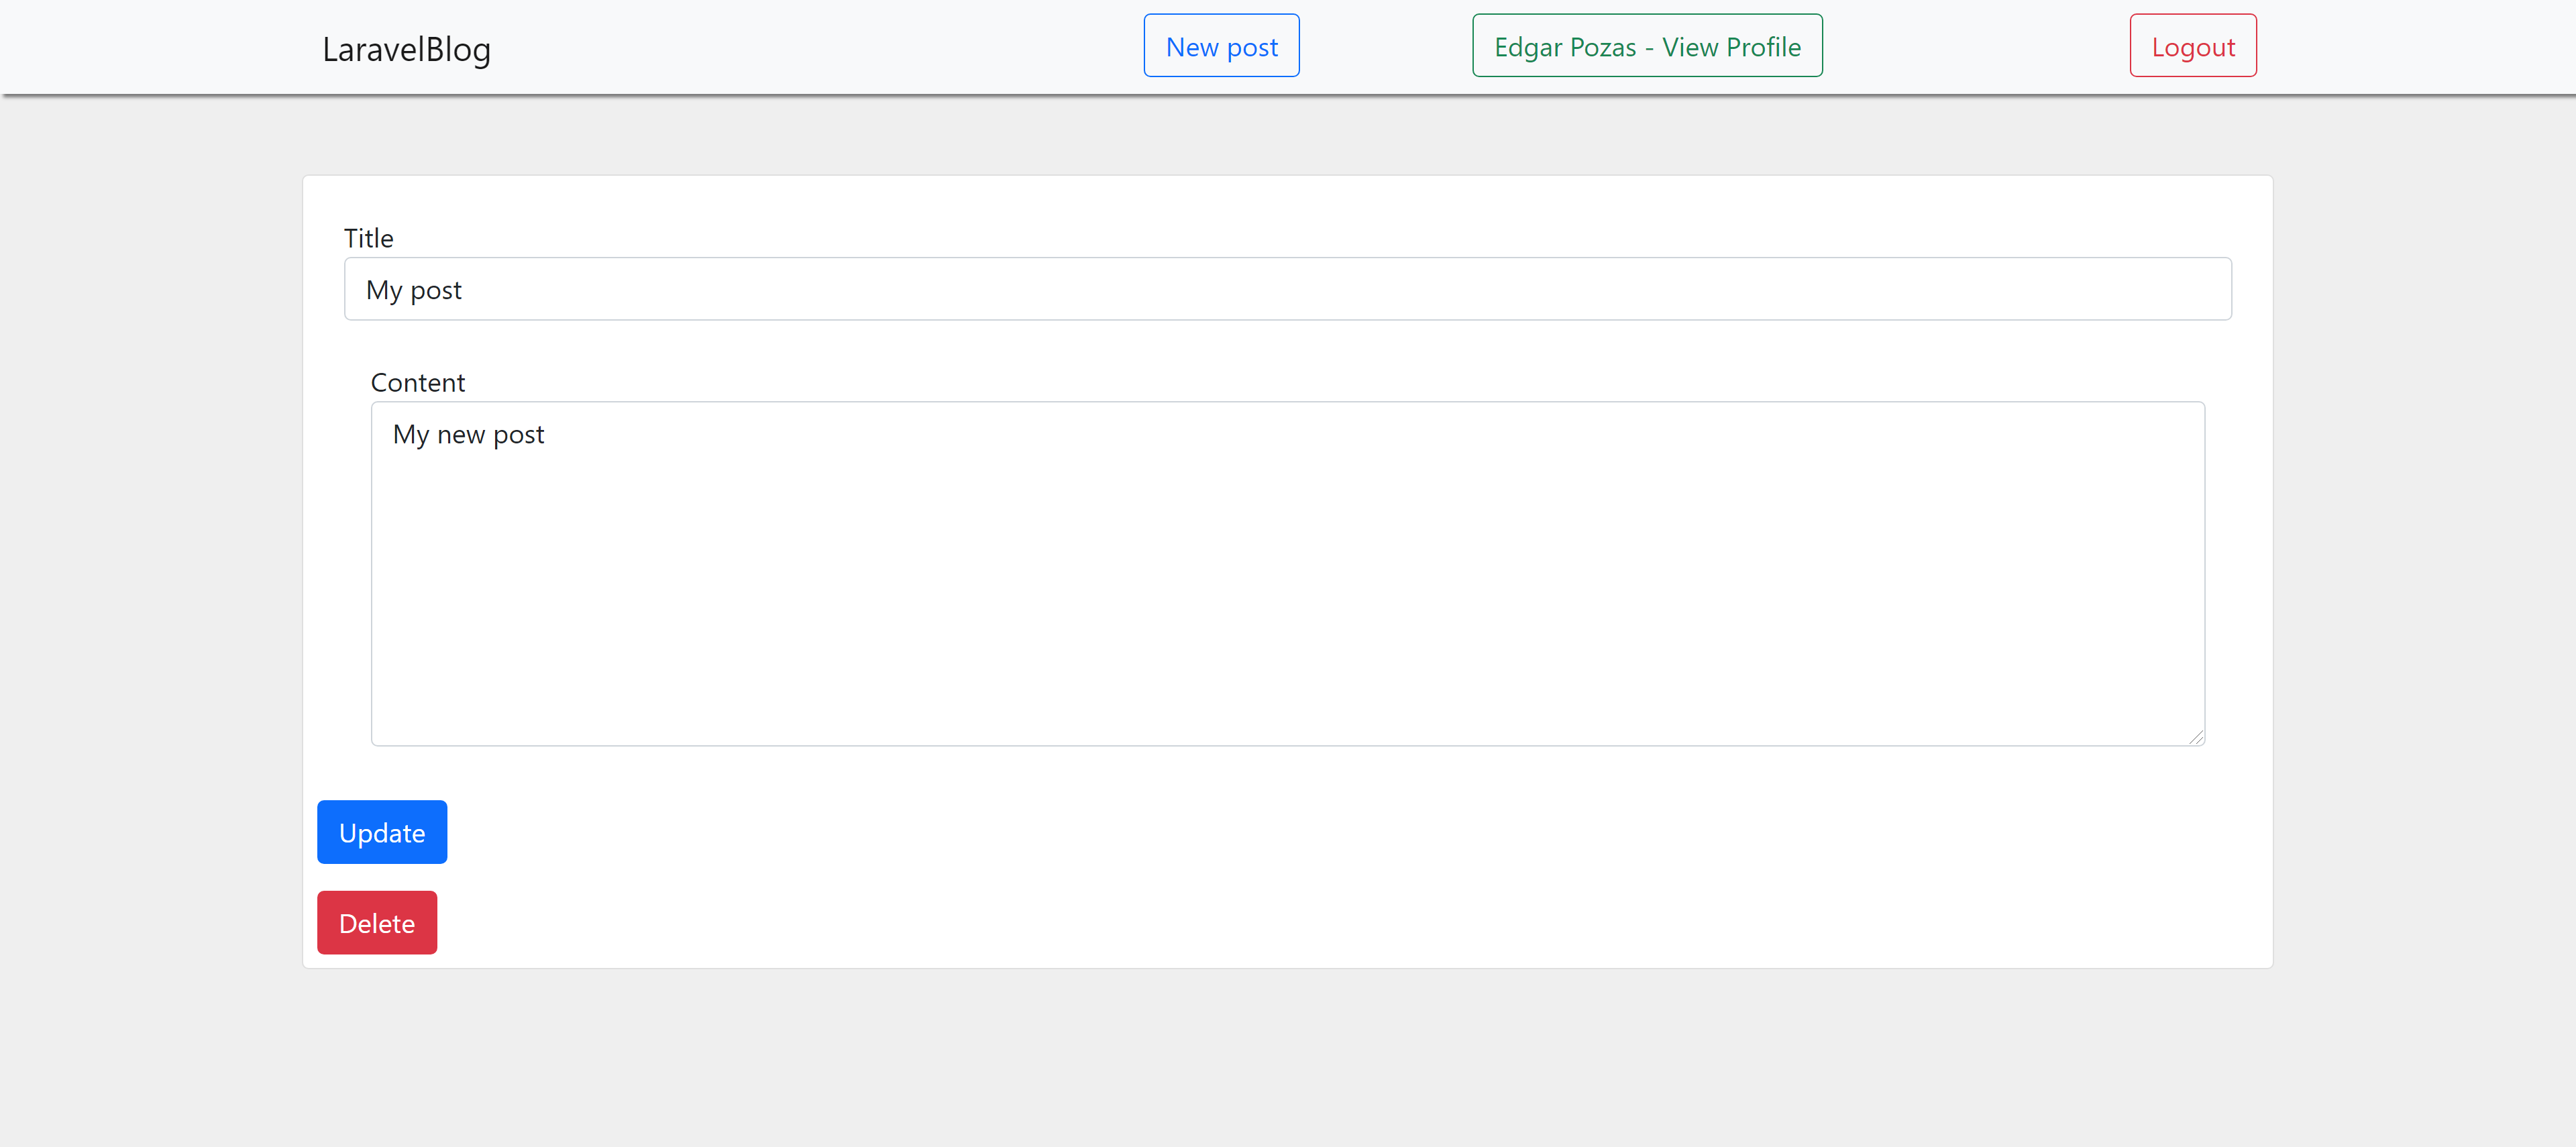 LaravelBlog
New post
Edgar Pozas - View Profile
Logout
Title
My post
Content
My new post
Update
Delete